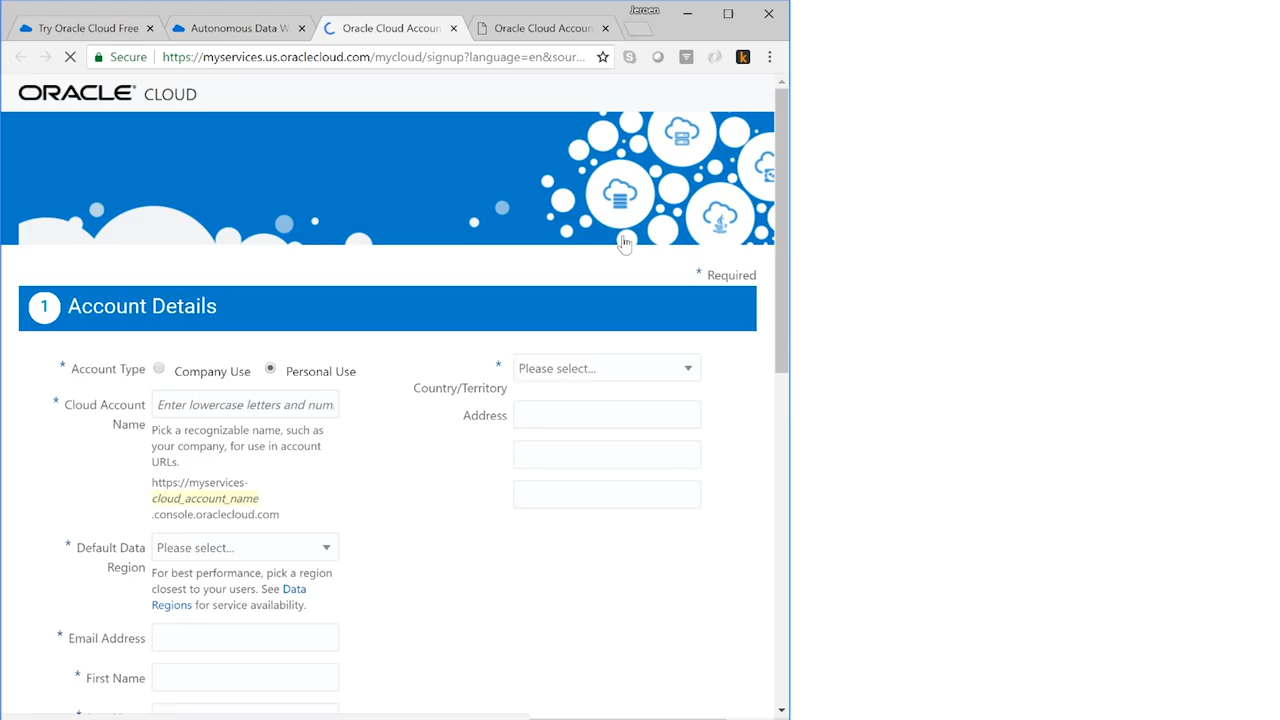 Jeroen
Try Oracle Cloud Free
Autonomous Data W
Oracle Cloud Accoun
Oracle Cloud Accoun
Secure
https://myservices.us.oraclecloud.com/mycloud/signup?language=en&sour...
ORACLE CLOUD
* Required
1 Account Details
* Account Type
Company Use
Personal Use
* Cloud Account
Name
Enter lowercase letters and num
Pick a recognizable name, such as
your company, for use in account
URLs.
https://myservices-
cloud_account_name
.console.oraclecloud.com
* Default Data
Region
Please select...
For best performance, pick a region
closest to your users. See Data
Regions for service availability.
* Email Address
* First Name
*
Country/Territory
Please select...
Address